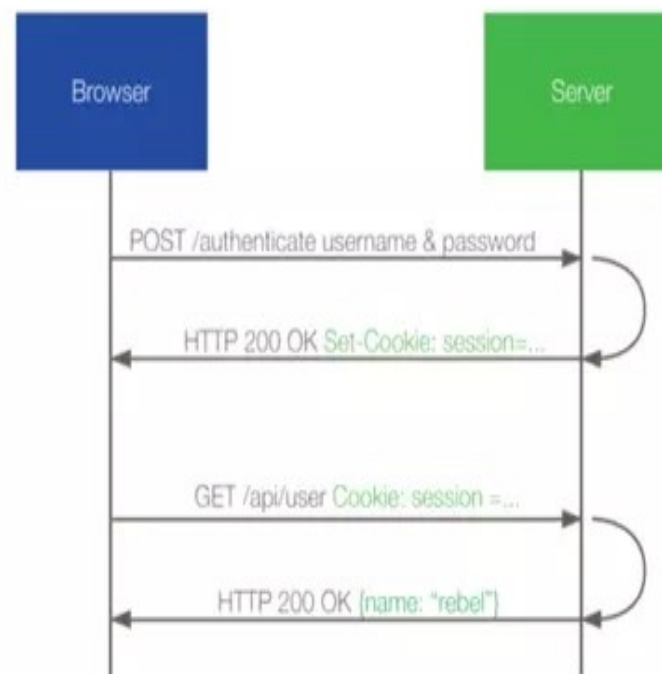 Browser
Server
POST /authenticate username & password
HTTP 200 OK Set-Cookie: session=...
GET /api/user Cookie: session =...
HTTP 200 OK {name: “rebel”}